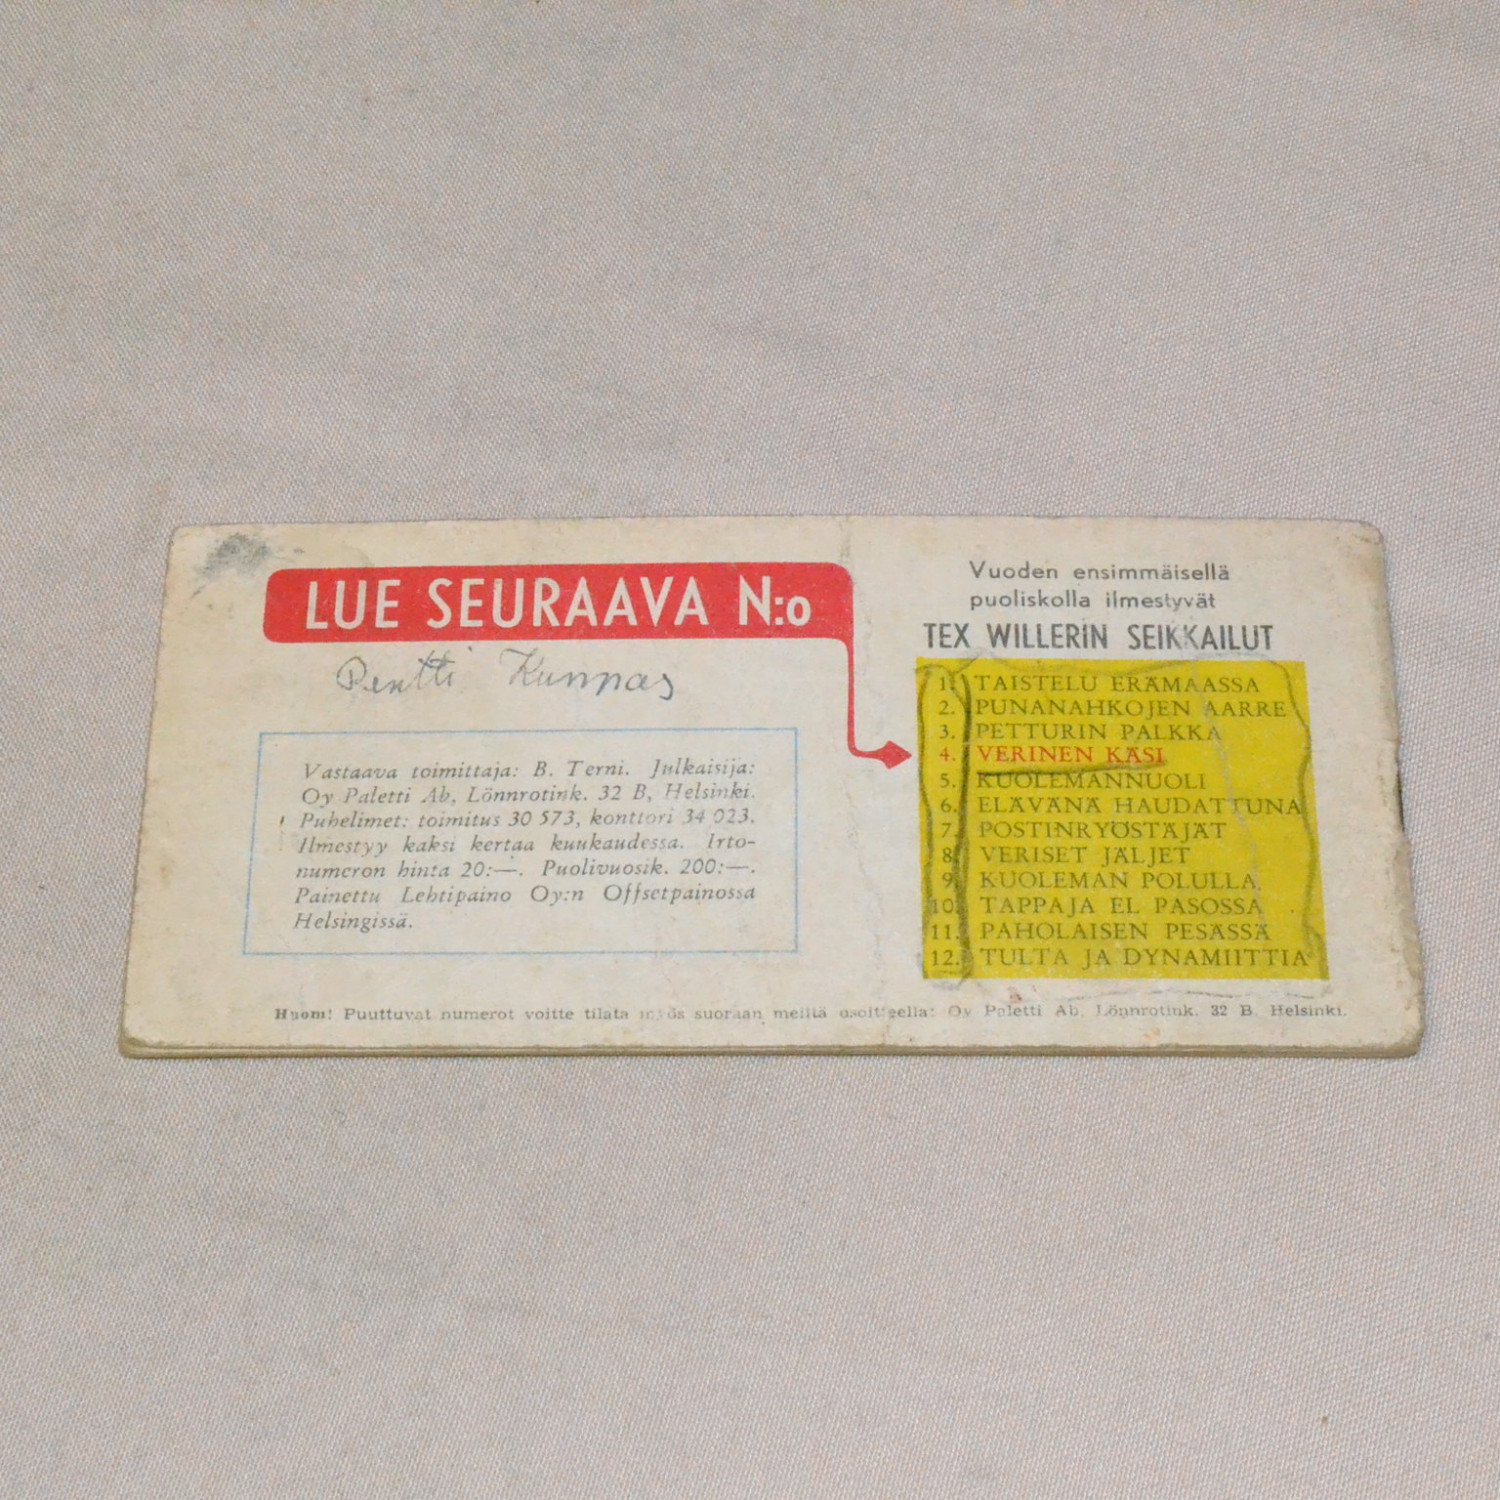 LUE SEURAAVA N:o
Pentti
Vastaava toimittaja: B. Terni. Julkaisija:
Oy Paletti Ab, Lönnrotink. 32 B, Helsinki.
Puhelimet: toimitus 30 573, konttori 34 023.
Ilmestyy kaksi kertaa kuukaudessa. Irto-
numeron hinta 20:—. Puolivuosik. 200:—.
Painettu Lehtipaino Oy:n Offsetpainossa
Helsingissä.
Vuoden ensimmäisellä
puoliskolla ilmestyvät
TEX WILLERIN SEIKKAILUT
1. TAISTELU ERÄMAASSA
2. PUNANAHKOJEN AARRE
3. PETTURIN PALKKA
4. VERINEN KÄSI
5. KUOLEMANNUOLI
6. ELÄVÄNÄ HAUDATTUNA
7. POSTINRYÖSTÄJÄT
8. VERISET JÄLJET
9. KUOLEMAN POLULLA
10. TAPPAJA EL PASOSSA
11. PAHOLAISEN PESÄSSÄ
12. TULTA JA DYNAMIITTIA
Huom! Puuttuvat numerot voitte tilata myös suoraan meiltä osoitteella: Oy Paletti Ab, Lönnrotink. 32 B. Helsinki.